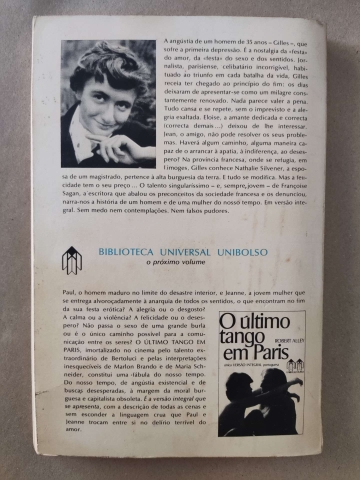 A angústia de um homem de 35 anos - «Gilles», que
sofre a primeira depressão. É a nostalgia da «festa»
do amor, da «festa» do sexo e dos sentidos. Jor-
nalista, parisiense, celibatário incorrigível, habi-
tuado ao triunfo em cada batalha da vida, Gilles
receia ter chegado ao princípio do fim: os dias
deixaram de apresentar-se como um milagre cons-
tantemente renovado. Nada parece valer a pena.
Tudo cansa e se repete, sem o imprevisto e a ale-
gria exaltada. Eloise, a amante dedicada e correcta
(correcta demais...) deixou de lhe interessar,
Jean, o amigo, não pode resolver os seus proble-
mas. Haverá algum caminho, alguma maneira ca-
paz de o arrancar à apatia, à indiferença, ao deses-
pero? Na província francesa, onde se refugia, em
Limoges, Gilles conhece Nathalie Silvener, a espo-
sa de um magistrado, pertence à alta burguesia da terra. E tudo se modifica. Mas a feli-
cidade tem o seu preço... O talento singularíssimo - e, sempre, jovem - de Françoise
Sagan, a escritora que abalou os preconceitos da sociedade francesa e os denunciou,
narra-nos a história de um homem e de uma mulher do nosso tempo. Em versão inte-
gral. Sem medo nem contemplações. Nem falsos pudores.
BIBLIOTECA UNIVERSAL UNIBOLSO
o próximo volume
Paul, o homem maduro no limite do desastre interior, e Jeanne, a jovem mulher que
se entrega alvoroçadamente à anarquia de todos os sentidos, o que encontraram no fim
da sua festa erótica? A alegria ou o desgosto?
A calma ou a violência? A felicidade ou o deses-
pero? Não passa o sexo de uma grande burla
ou é o único caminho possível para a comu-
nicação entre os seres? O ÚLTIMO TANGO EM
PARIS, imortalizado no cinema pelo talento ex-
traordinário de Bertoluci e pelas interpretações
inesquecíveis de Marlon Brando e de Maria Sch-
neider, constitui uma «fábula do nosso tempo.
Do nosso tempo, de angústia existencial e de
buscas desesperadas, à margem da moral bur-
guesa e capitalista obsoleta. É a versão integral que
se apresenta, com a descrição de todas as cenas e
sem esconder a linguagem crua que Paul e
Jeanne trocam entre si no delírio terrível do
amor.
O último
tango
em Paris
ROBERT ALLEY